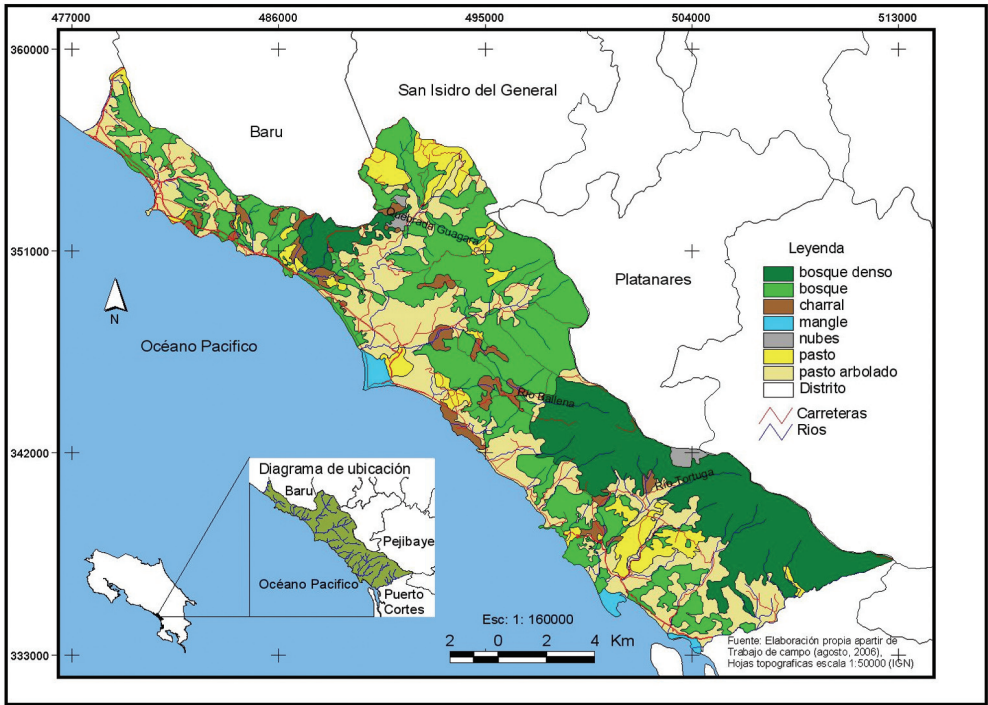 477000 486000 495000 504000 513000
360000
San Isidro del General
Baru
Quebrada Guagara
351000
Platanares
Leyenda
bosque denso
bosque
charral
mangle
nubes
pasto
pasto arbolado
Distrito
Carreteras
Rios
N
Océano Pacifico
Rio Ballena
342000
Rio Tortuga
Diagrama de ubicación
Baru
Pejibaye
Océano Pacifico
Puerto
Cortes
Esc: 1: 160000
2 0 2 4 Km
333000
Fuente: Elaboración propia apartir de
Trabajo de campo (agosto, 2006),
Hojas topograficas escala 1:50000 (IGN)